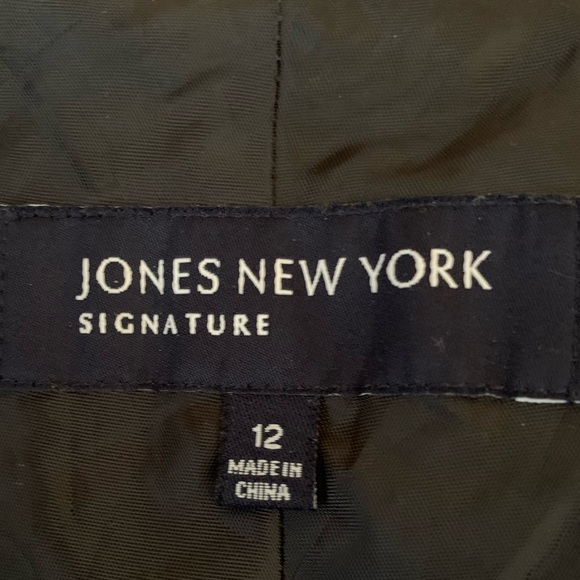 JONES NEW YORK
SIGNATURE
12
MADE IN
CHINA